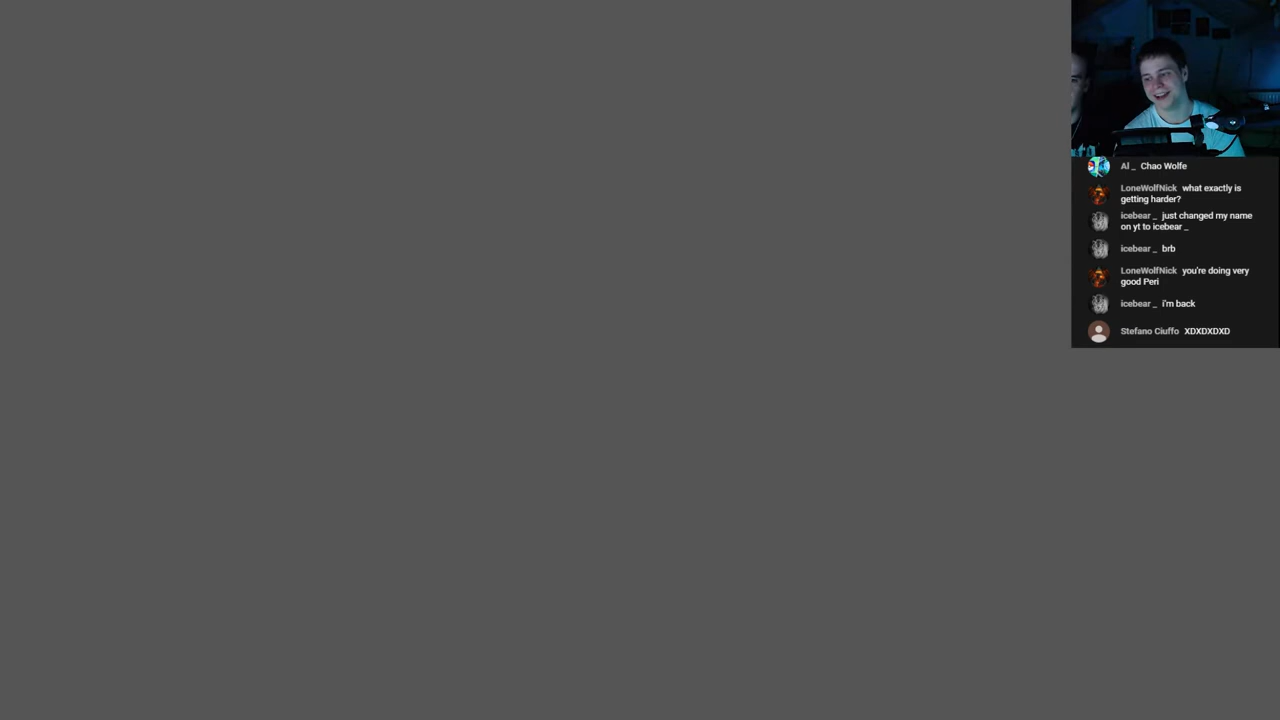 Al _ Chao Wolfe
LoneWolfNick what exactly is
getting harder?
icebear _ just changed my name
on yt to icebear _
icebear _ brb
LoneWolfNick you're doing very
good Peri
icebear _ i'm back
Stefano Ciuffo XDXDXDXD